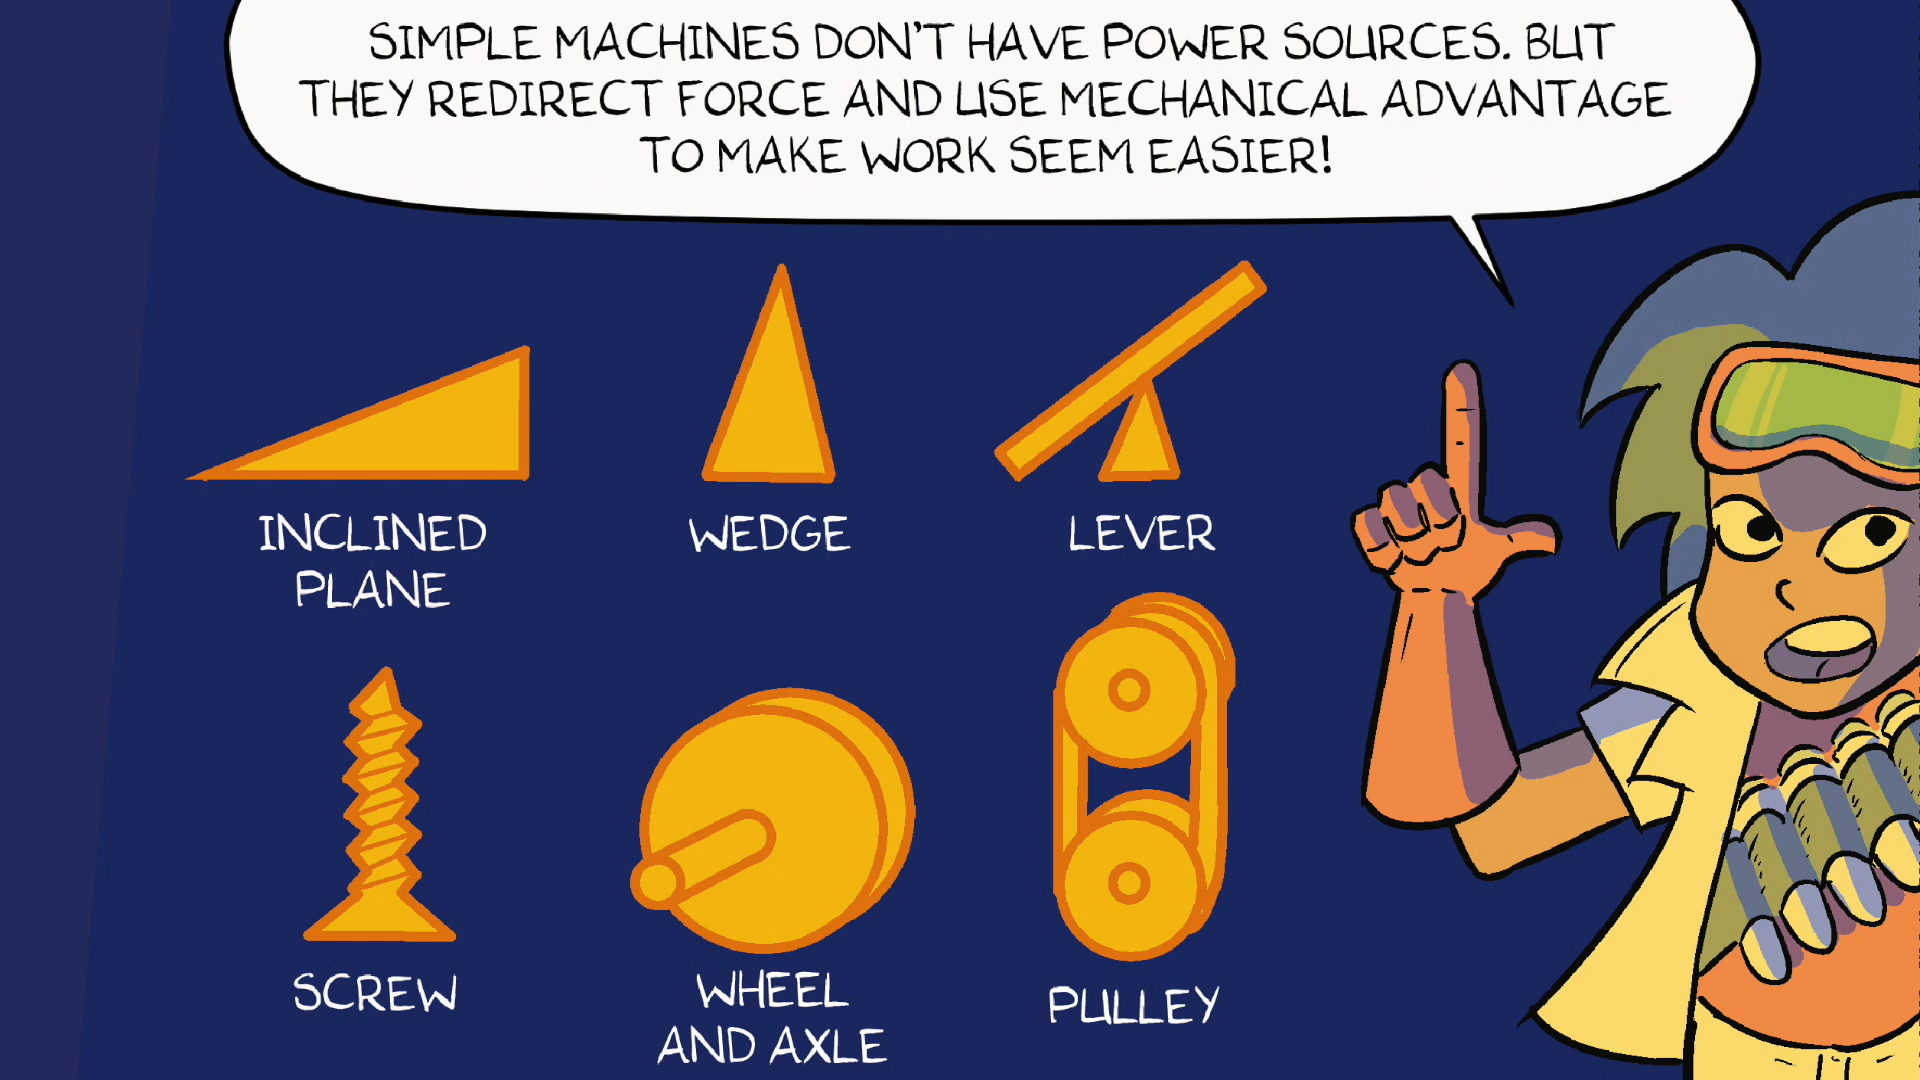 SIMPLE MACHINES DON'T HAVE POWER SOURCES. BUT
THEY REDIRECT FORCE AND USE MECHANICAL ADVANTAGE
TO MAKE WORK SEEM EASIER!
INCLINED
PLANE
WEDGE
LEVER
SCREW
WHEEL
AND AXLE
PULLEY